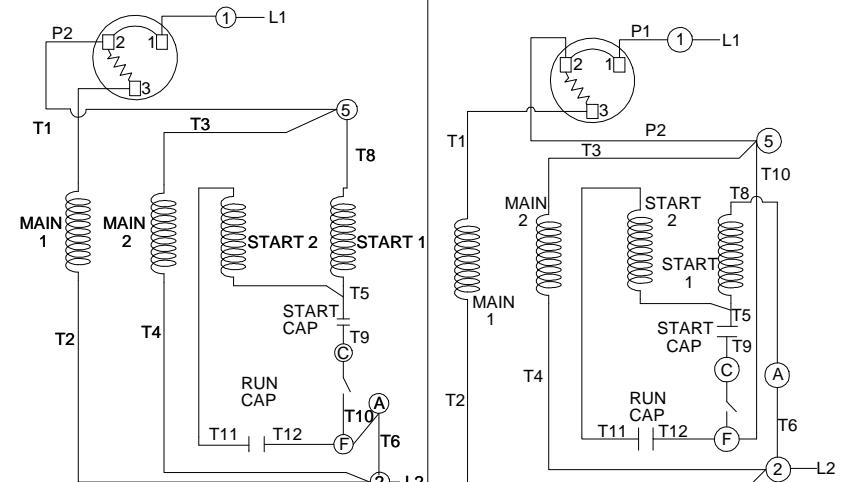 1
L1
P2
2
1
3
5
T1
T3
T8
MAIN
1
MAIN
2
START 2
START 1
T5
START
CAP
T9
C
T2
T4
RUN
CAP
A
T10
T11
T12
F
T6
2
L2
P1
1
L1
2
1
3
T1
P2
5
T3
T10
T8
MAIN
2
START
2
START
1
MAIN
1
T5
START
CAP
T9
C
A
T4
T2
RUN
CAP
T11
T12
F
T6
2
L2